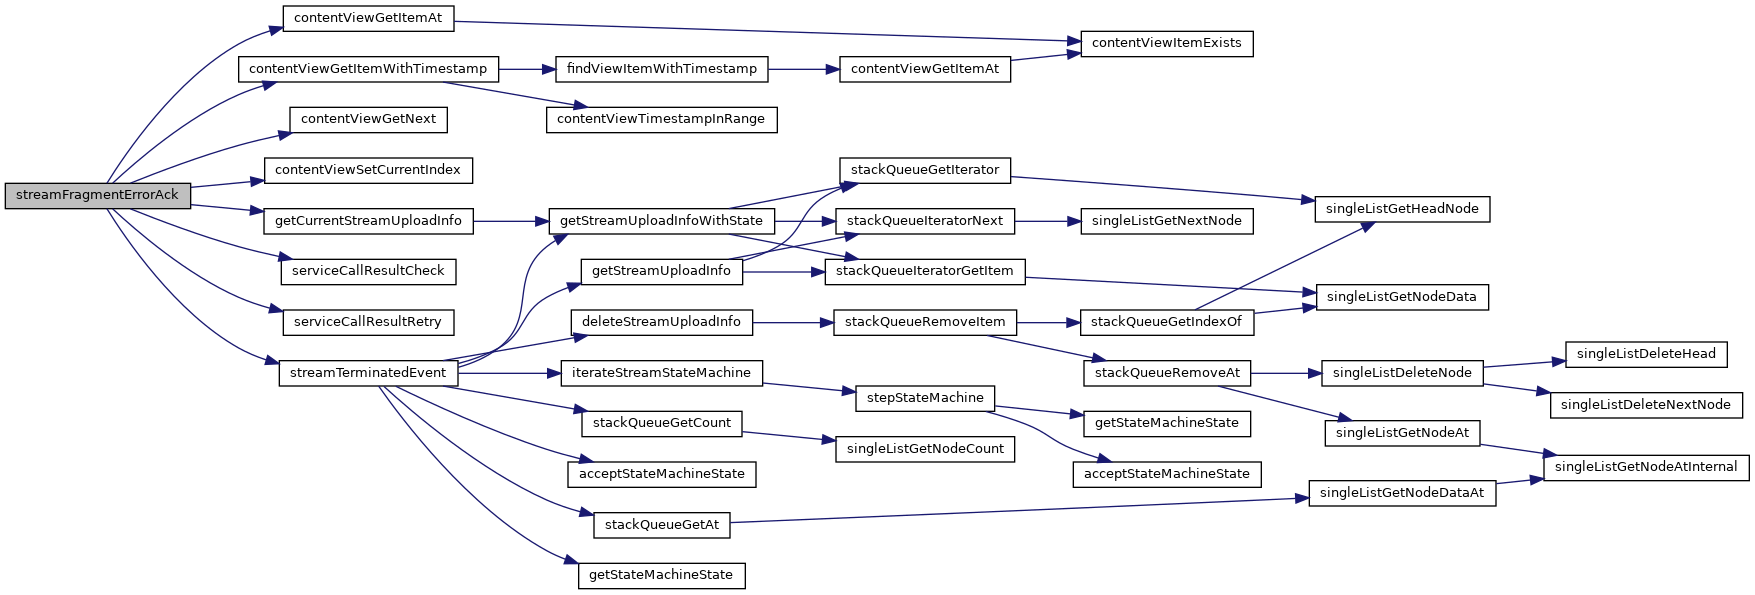 contentViewGetItemAt
contentViewItemExists
contentViewGetItemWithTimestamp
findViewItemWithTimestamp
contentViewGetItemAt
contentViewGetNext
contentViewTimestampInRange
contentViewSetCurrentIndex
stackQueueGetIterator
streamFragmentErrorAck
singleListGetHeadNode
getCurrentStreamUploadInfo
getStreamUploadInfoWithState
stackQueueIteratorNext
singleListGetNextNode
serviceCallResultCheck
getStreamUploadInfo
stackQueueIteratorGetItem
singleListGetNodeData
serviceCallResultRetry
deleteStreamUploadInfo
stackQueueRemoveItem
stackQueueGetIndexOf
singleListDeleteHead
streamTerminatedEvent
iterateStreamStateMachine
stackQueueRemoveAt
singleListDeleteNode
stepStateMachine
singleListDeleteNextNode
stackQueueGetCount
getStateMachineState
singleListGetNodeAt
singleListGetNodeCount
acceptStateMachineState
acceptStateMachineState
singleListGetNodeAtInternal
singleListGetNodeDataAt
stackQueueGetAt
getStateMachineState